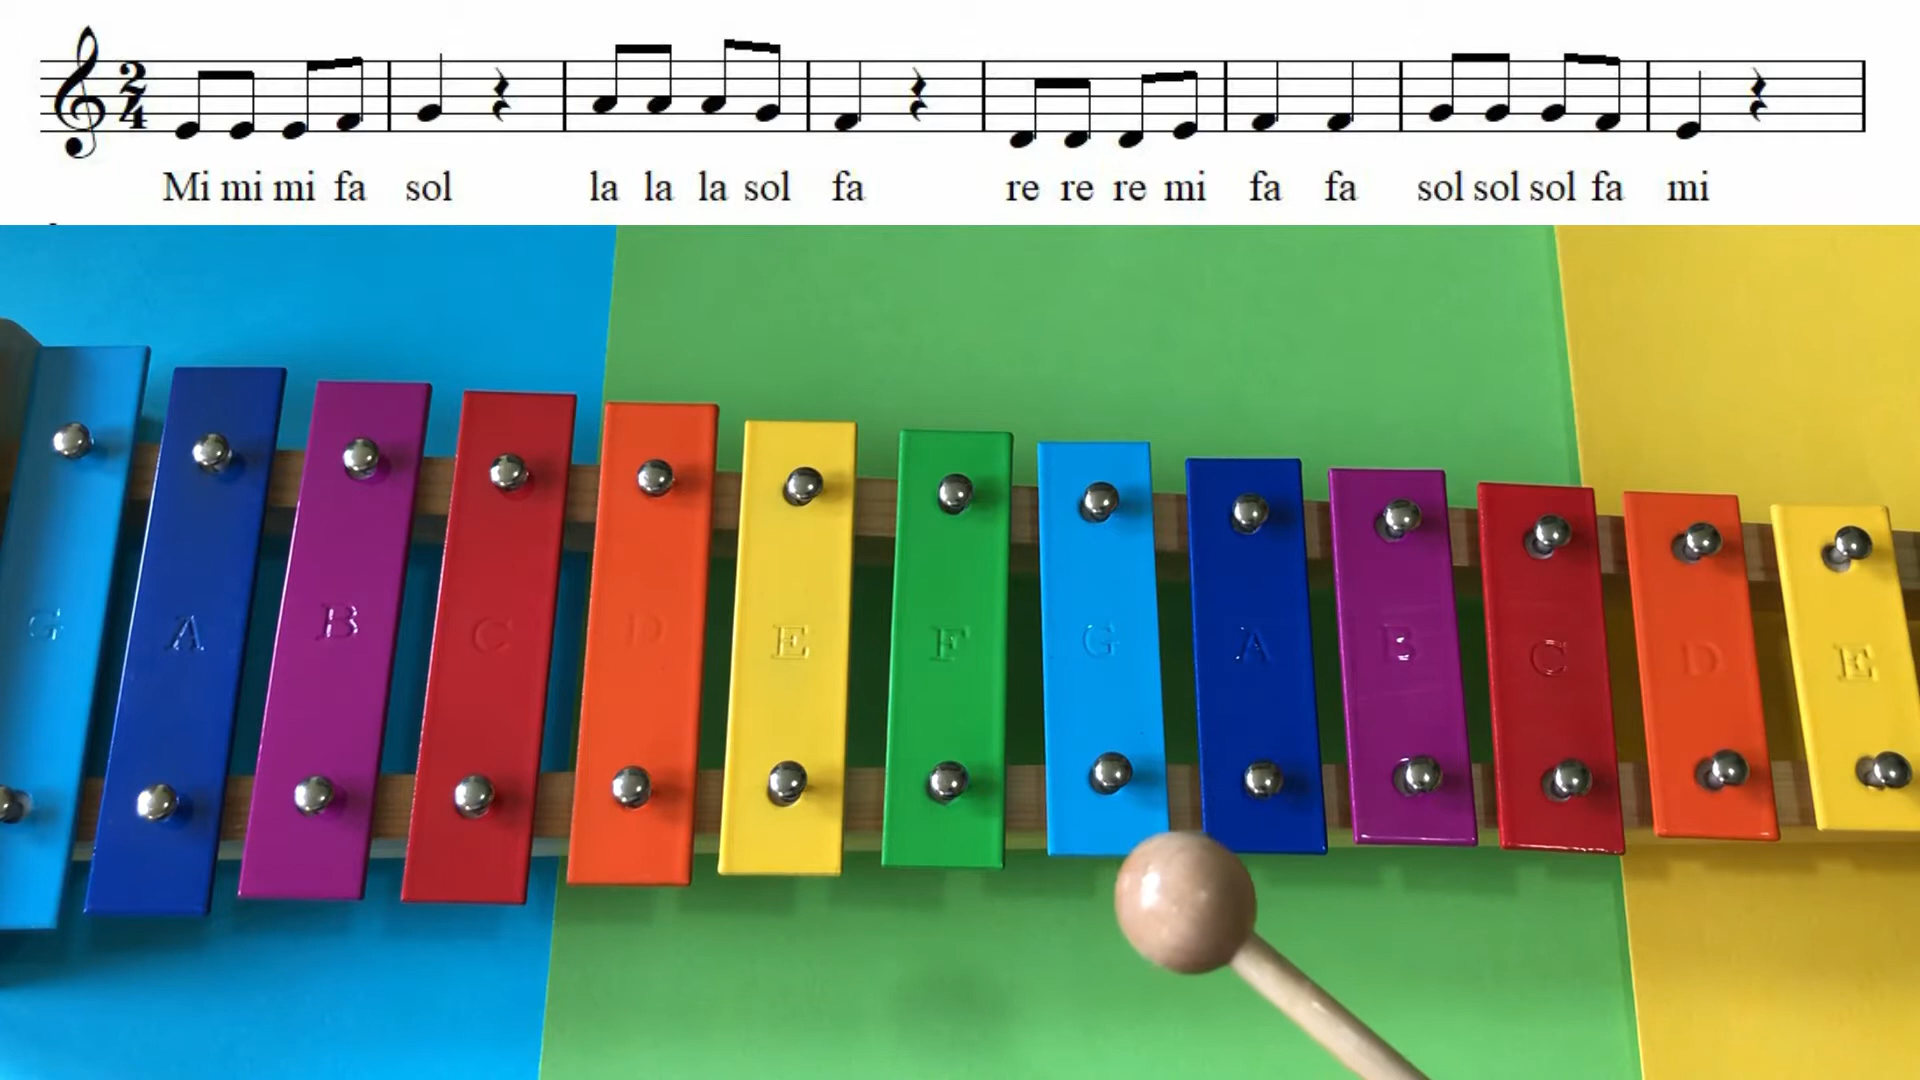 2
4
Mi mi mi fa sol la la la sol fa re re re mi fa fa sol sol sol fa mi
G A B C D E F G A B C D E